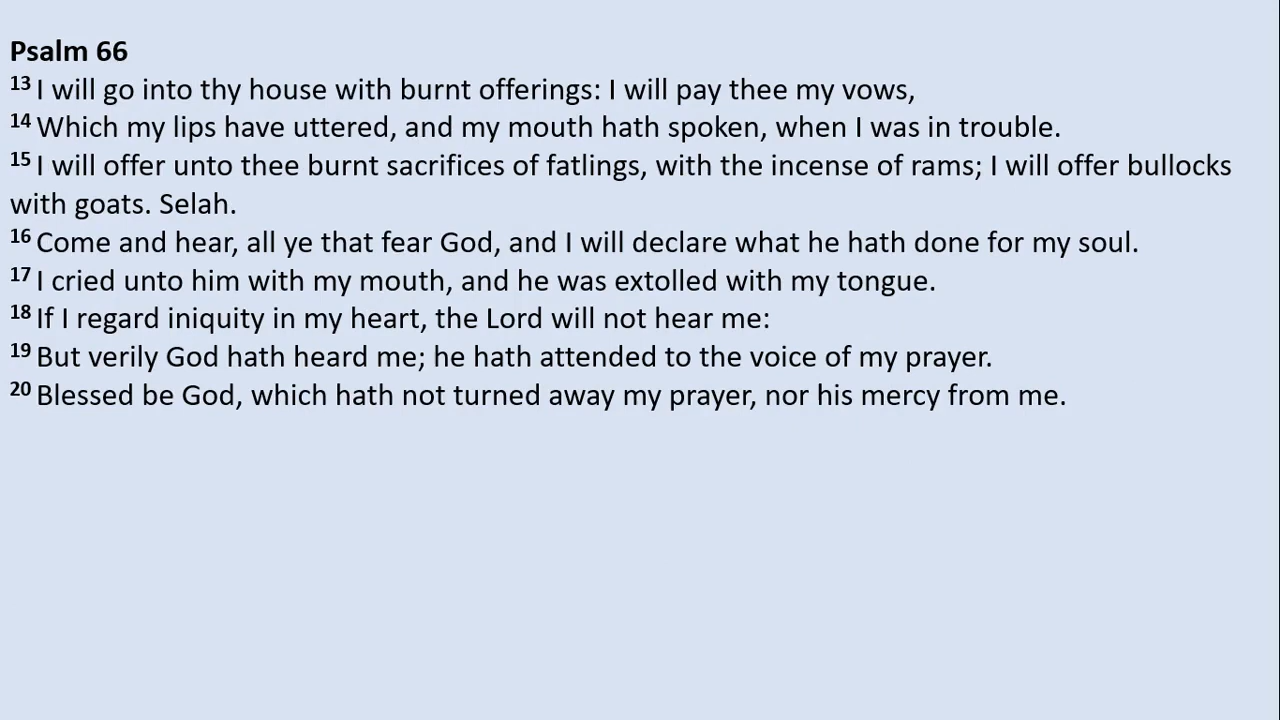 Psalm 66
13 I will go into thy house with burnt offerings: I will pay thee my vows,
14 Which my lips have uttered, and my mouth hath spoken, when I was in trouble.
15 I will offer unto thee burnt sacrifices of fatlings, with the incense of rams; I will offer bullocks
with goats. Selah.
16 Come and hear, all ye that fear God, and I will declare what he hath done for my soul.
17 I cried unto him with my mouth, and he was extolled with my tongue.
18 If I regard iniquity in my heart, the Lord will not hear me:
19 But verily God hath heard me; he hath attended to the voice of my prayer.
20 Blessed be God, which hath not turned away my prayer, nor his mercy from me.